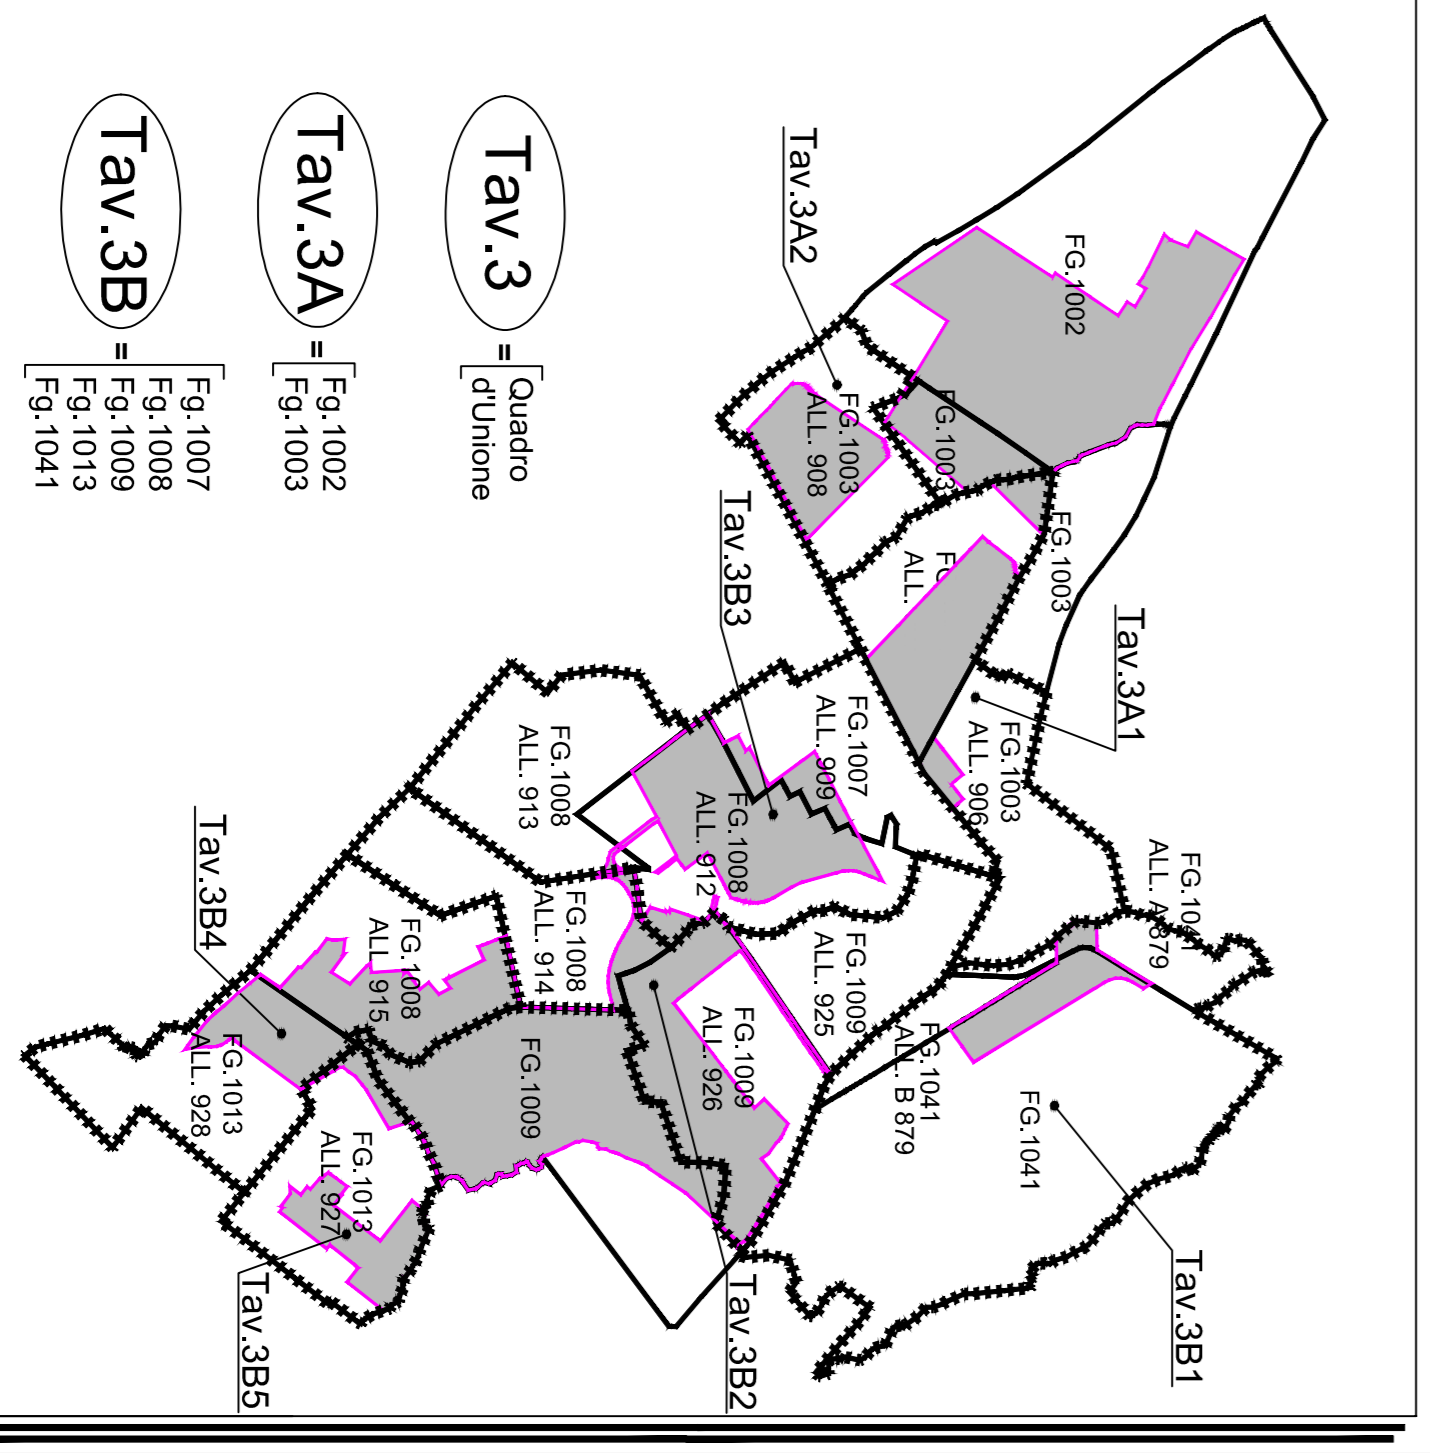 Tav.3
=
Quadro
d'Unione
Tav.3A
=
Fg.1002
Fg.1003
Tav.3B
=
Fg.1007
Fg.1008
Fg.1009
Fg.1013
Fg.1041
Tav.3A2
FG.1002
FG.1003
FG.1003
ALL. 908
FG.1003
ALL.
Tav.3A1
FG.1003
ALL. 906
Tav.3B3
FG.1007
ALL. 909
FG.1008
ALL. 912
FG.1008
ALL. 913
FG.1041
ALL. A 879
FG.1009
ALL. 925
FG.1041
ALL. B 879
FG.1041
Tav.3B1
FG.1008
ALL. 914
FG.1008
ALL. 915
Tav.3B4
FG.1009
ALL. 926
FG.1009
FG.1013
ALL. 928
FG.1013
ALL. 927
Tav.3B5
Tav.3B2